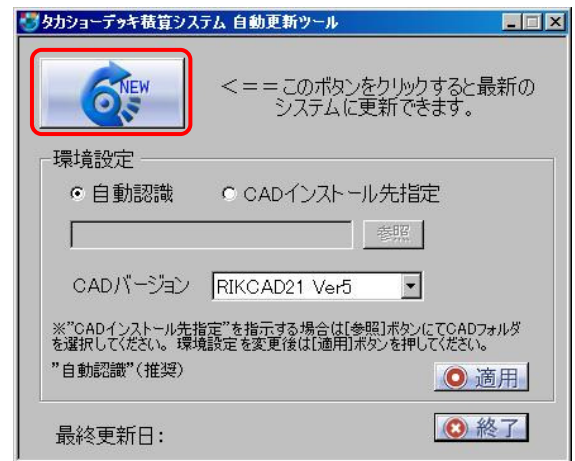 タカショーデッキ積算システム 自動更新ツール
NEW
<==このボタンをクリックすると最新の
システムに更新できます。
環境設定
自動認識 CADインストール先指定
参照
CADバージョン RIKCAD21 Ver5
※"CADインストール先指定"を指示する場合は[参照]ボタンにてCADフォルダ
を選択してください。環境設定を変更後は[適用]ボタンを押してください。
"自動認識"(推奨)
適用
最終更新日:
終了